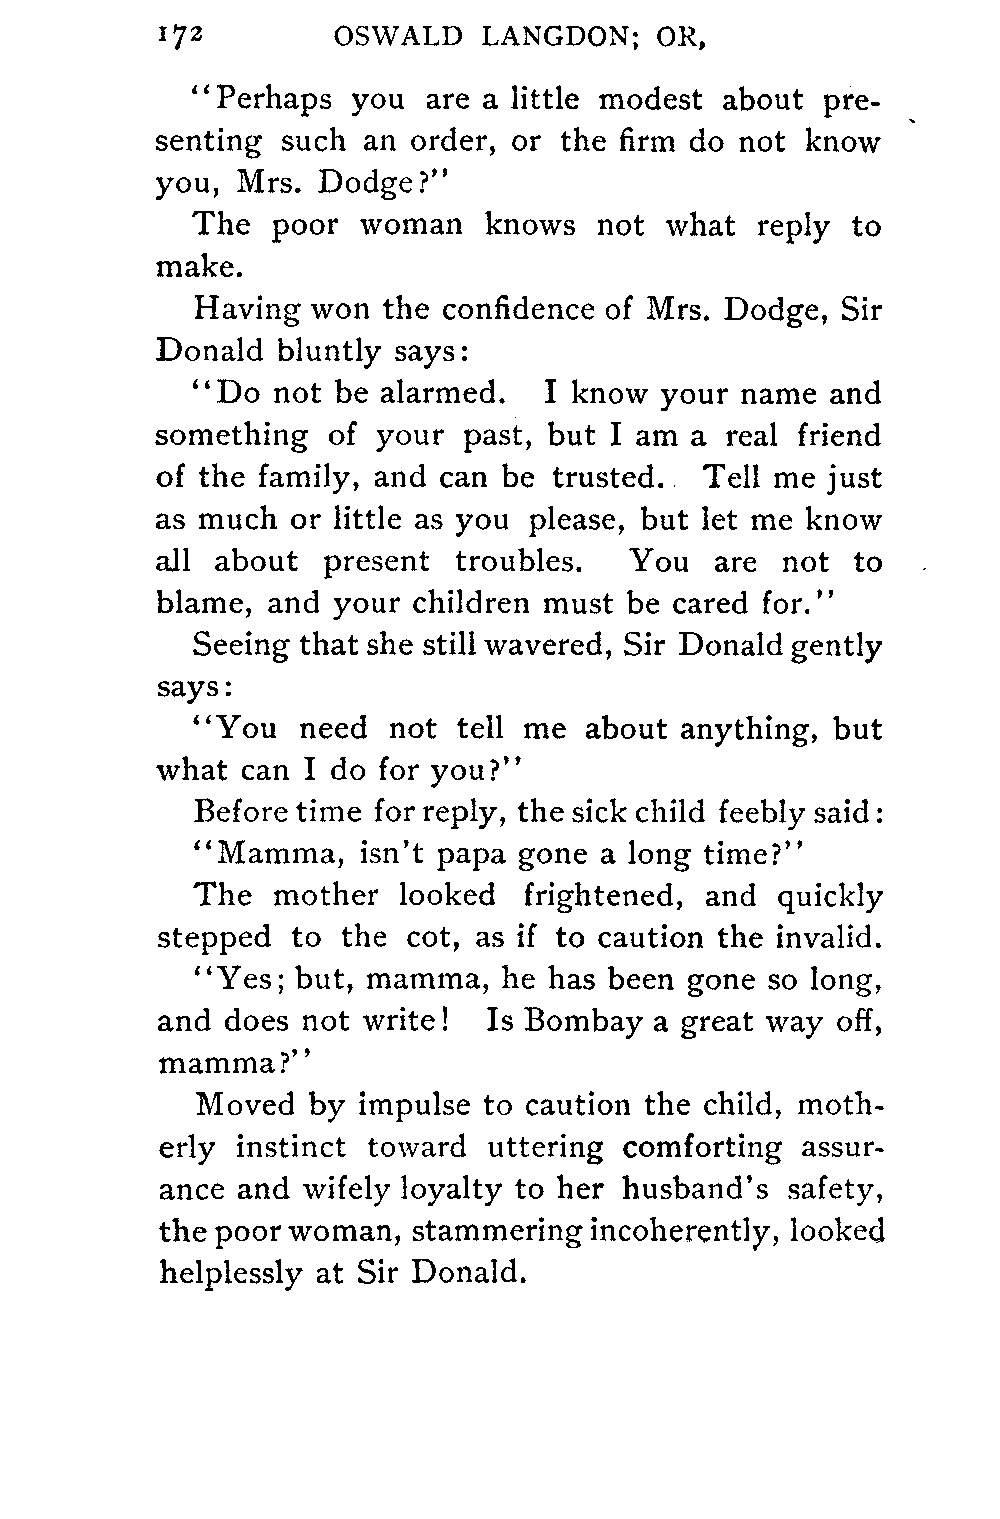 172 OSWALD LANGDON; OR,
"Perhaps you are a little modest about pre-
senting such an order, or the firm do not know
you, Mrs. Dodge?"
The poor woman knows not what reply to
make.
Having won the confidence of Mrs. Dodge, Sir
Donald bluntly says:
"Do not be alarmed. I know your name and
something of your past, but I am a real friend
of the family, and can be trusted. Tell me just
as much or little as you please, but let me know
all about present troubles. You are not to
blame, and your children must be cared for."
Seeing that she still wavered, Sir Donald gently
says:
"You need not tell me about anything, but
what can I do for you?"
Before time for reply, the sick child feebly said:
"Mamma, isn't papa gone a long time?"
The mother looked frightened, and quickly
stepped to the cot, as if to caution the invalid.
"Yes; but, mamma, he has been gone so long,
and does not write! Is Bombay a great way off,
mamma?"
Moved by impulse to caution the child, moth-
erly instinct toward uttering comforting assur-
ance and wifely loyalty to her husband's safety,
the poor woman, stammering incoherently, looked
helplessly at Sir Donald.